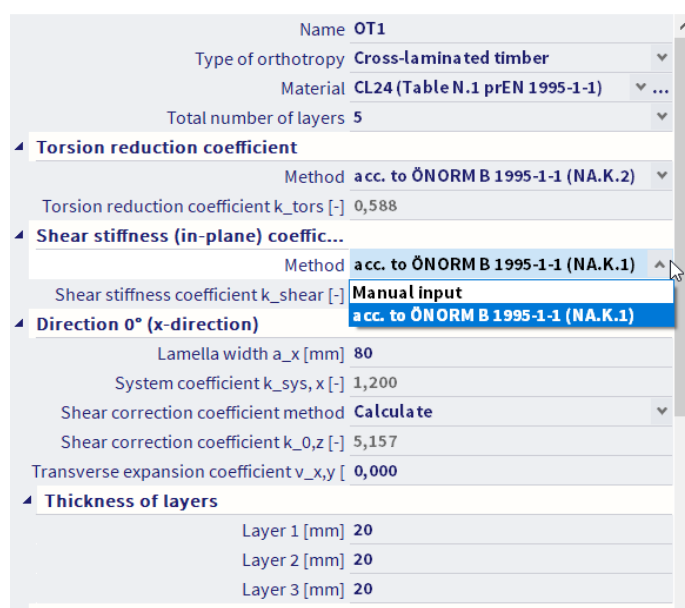 Name OT1
Type of orthotropy Cross-laminated timber
Material CL24 (Table N.1 prEN 1995-1-1) ...
Total number of layers 5
Torsion reduction coefficient
Method acc. to ÖNORM B 1995-1-1 (NA.K.2)
Torsion reduction coefficient k_tors [-] 0,588
Shear stiffness (in-plane) coeffic...
Method acc. to ÖNORM B 1995-1-1 (NA.K.1)
Shear stiffness coefficient k_shear [-] Manual input
acc. to ÖNORM B 1995-1-1 (NA.K.1)
Direction 0° (x-direction)
Lamella width a_x [mm] 80
System coefficient k_sys, x [-] 1,200
Shear correction coefficient method Calculate
Shear correction coefficient k_0,z [-] 5,157
Transverse expansion coefficient v_x,y [ 0,000
Thickness of layers
Layer 1 [mm] 20
Layer 2 [mm] 20
Layer 3 [mm] 20